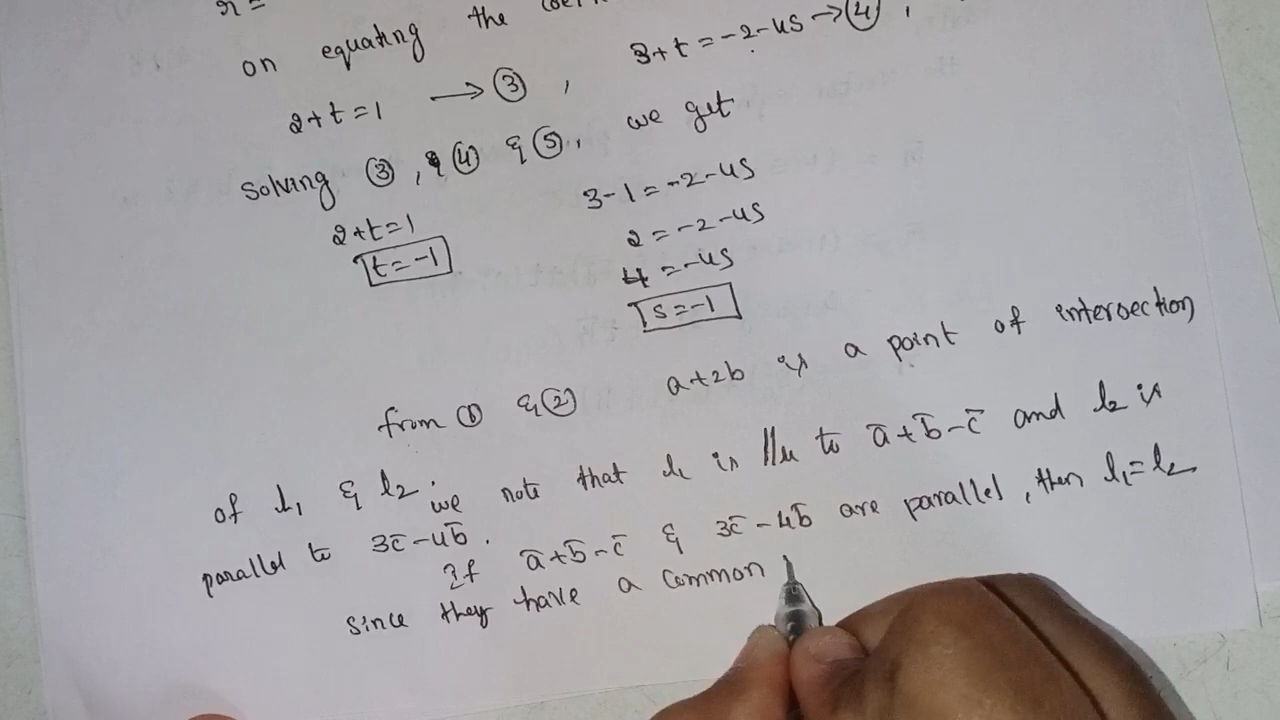 on equating the
2+t=1 → ③ , 3+t=-2-4s → ④ ,
Solving ③ , ④ & ⑤, we get
2+t=1 3-1=-2-4s
t=-1 2=-2-4s
4=-4s
s=-1
from ① & ② a+2b is a point of intersection
of l₁ & l₂. we note that l₁ is llel to a̅+b̅-c̅ and l₂ is
parallel to 3c̅-4b̅.
If a̅+b̅-c̅ & 3c̅-4b̅ are parallel, then l₁=l₂
since they have a common